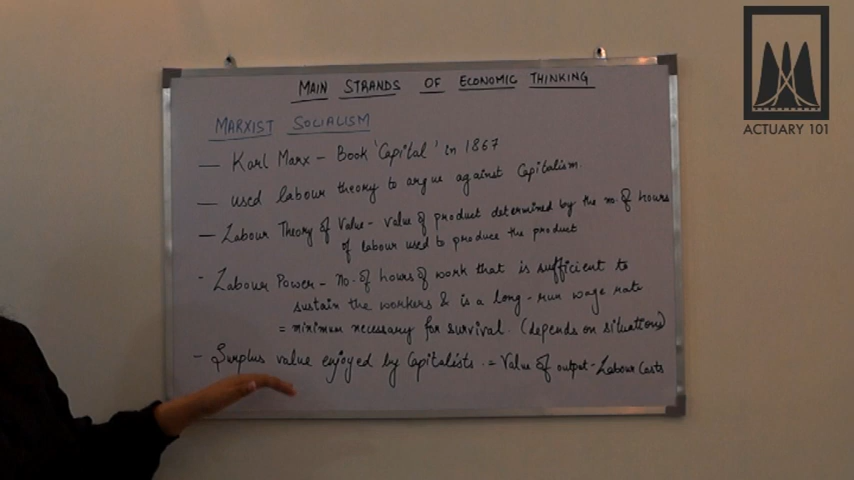 MAIN STRANDS OF ECONOMIC THINKING
MARXIST SOCIALISM
— Karl Marx – Book 'Capital' in 1867
— used labour theory to argue against Capitalism.
— Labour Theory of Value – value of product determined by the no. of hours
of labour used to produce the product
- Labour Power – No. of hours of work that is sufficient to
sustain the workers & is a long-run wage rate
= minimum necessary for survival. (depends on situations)
- Surplus value enjoyed by Capitalists. = Value of output - Labour Costs
ACTUARY 101